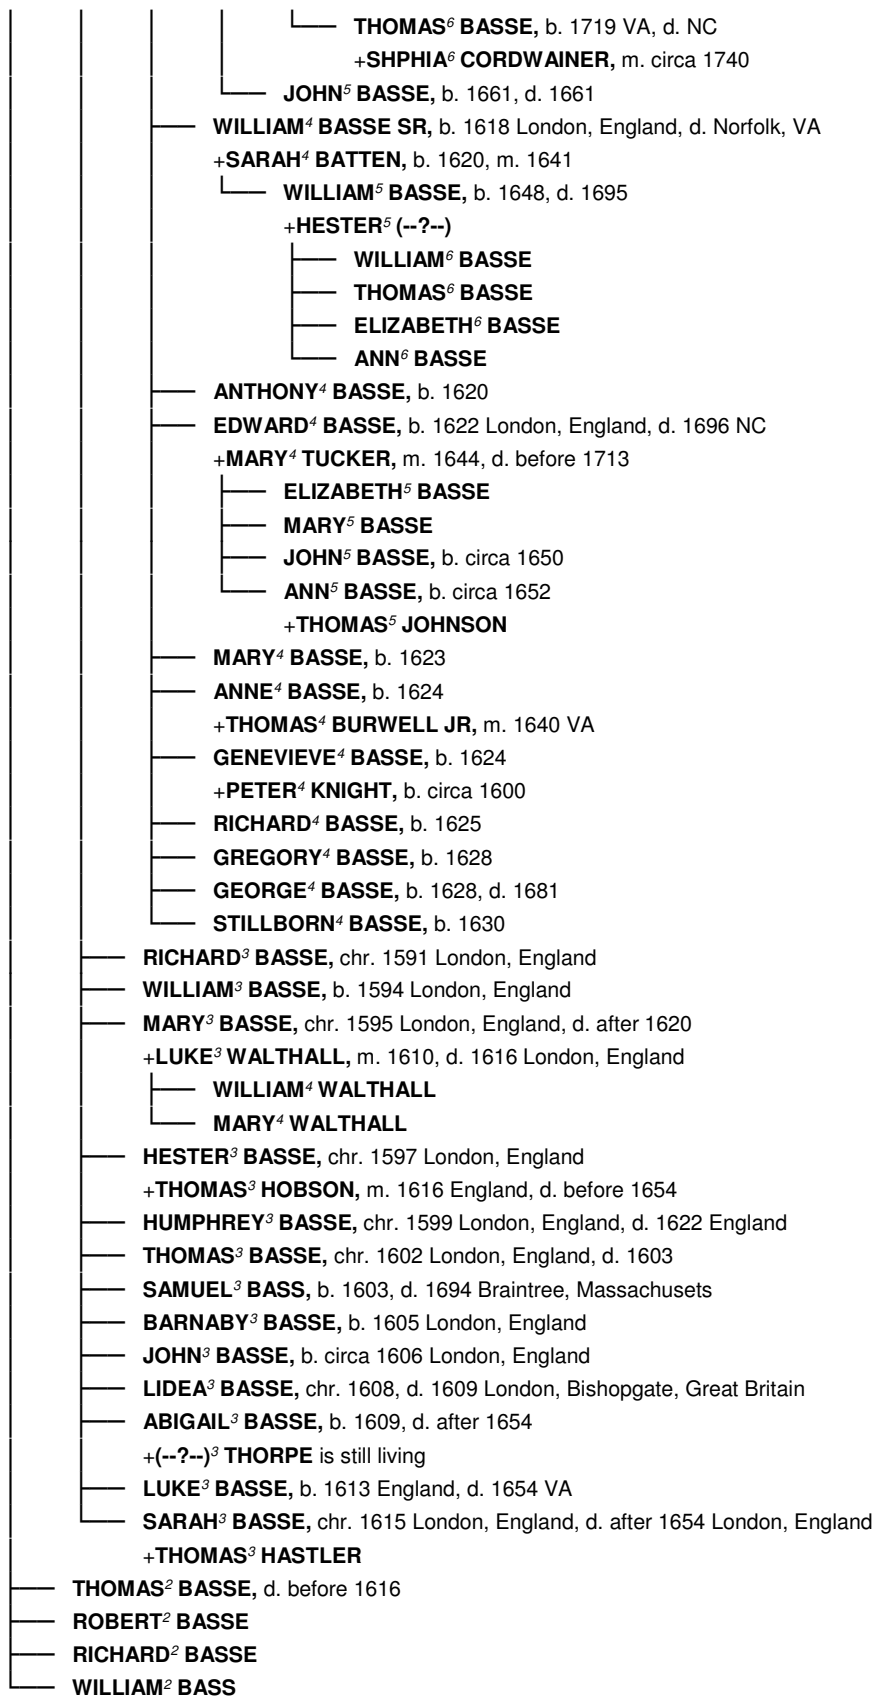 THOMAS⁶ BASSE, b. 1719 VA, d. NC
+SHPHIA⁶ CORDWAINER, m. circa 1740
JOHN⁵ BASSE, b. 1661, d. 1661
WILLIAM⁴ BASSE SR, b. 1618 London, England, d. Norfolk, VA
+SARAH⁴ BATTEN, b. 1620, m. 1641
WILLIAM⁵ BASSE, b. 1648, d. 1695
+HESTER⁵ (--?--)
WILLIAM⁶ BASSE
THOMAS⁶ BASSE
ELIZABETH⁶ BASSE
ANN⁶ BASSE
ANTHONY⁴ BASSE, b. 1620
EDWARD⁴ BASSE, b. 1622 London, England, d. 1696 NC
+MARY⁴ TUCKER, m. 1644, d. before 1713
ELIZABETH⁵ BASSE
MARY⁵ BASSE
JOHN⁵ BASSE, b. circa 1650
ANN⁵ BASSE, b. circa 1652
+THOMAS⁵ JOHNSON
MARY⁴ BASSE, b. 1623
ANNE⁴ BASSE, b. 1624
+THOMAS⁴ BURWELL JR, m. 1640 VA
GENEVIEVE⁴ BASSE, b. 1624
+PETER⁴ KNIGHT, b. circa 1600
RICHARD⁴ BASSE, b. 1625
GREGORY⁴ BASSE, b. 1628
GEORGE⁴ BASSE, b. 1628, d. 1681
STILLBORN⁴ BASSE, b. 1630
RICHARD³ BASSE, chr. 1591 London, England
WILLIAM³ BASSE, b. 1594 London, England
MARY³ BASSE, chr. 1595 London, England, d. after 1620
+LUKE³ WALTHALL, m. 1610, d. 1616 London, England
WILLIAM⁴ WALTHALL
MARY⁴ WALTHALL
HESTER³ BASSE, chr. 1597 London, England
+THOMAS³ HOBSON, m. 1616 England, d. before 1654
HUMPHREY³ BASSE, chr. 1599 London, England, d. 1622 England
THOMAS³ BASSE, chr. 1602 London, England, d. 1603
SAMUEL³ BASS, b. 1603, d. 1694 Braintree, Massachusets
BARNABY³ BASSE, b. 1605 London, England
JOHN³ BASSE, b. circa 1606 London, England
LIDEA³ BASSE, chr. 1608, d. 1609 London, Bishopgate, Great Britain
ABIGAIL³ BASSE, b. 1609, d. after 1654
+(--?--)³ THORPE is still living
LUKE³ BASSE, b. 1613 England, d. 1654 VA
SARAH³ BASSE, chr. 1615 London, England, d. after 1654 London, England
+THOMAS³ HASTLER
THOMAS² BASSE, d. before 1616
ROBERT² BASSE
RICHARD² BASSE
WILLIAM² BASS